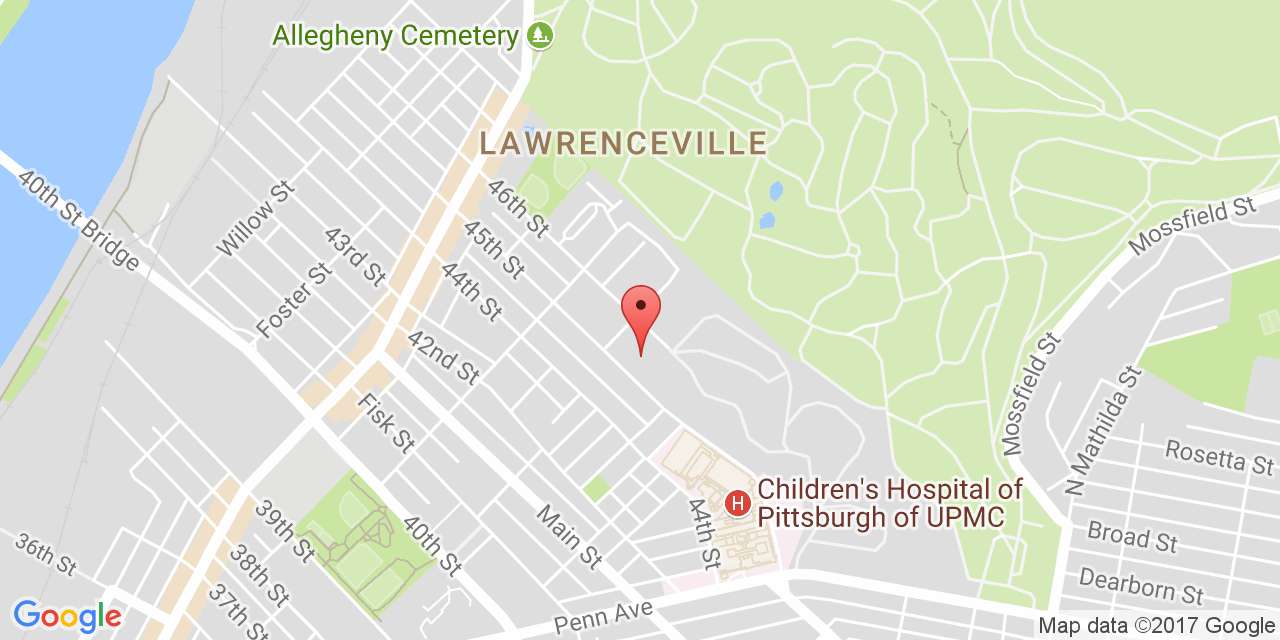 Allegheny Cemetery
LAWRENCEVILLE
40th St Bridge
Willow St
46th St
45th St
Mossfield St
43rd St
44th St
Foster St
42nd St
Mossfield St
N Mathilda St
Fisk St
Rosetta St
H
Children's Hospital of
Pittsburgh of UPMC
44th St
39th St
40th St
Main St
Broad St
36th St
38th St
Dearborn St
37th St
Penn Ave
Google
Map data ©2017 Google